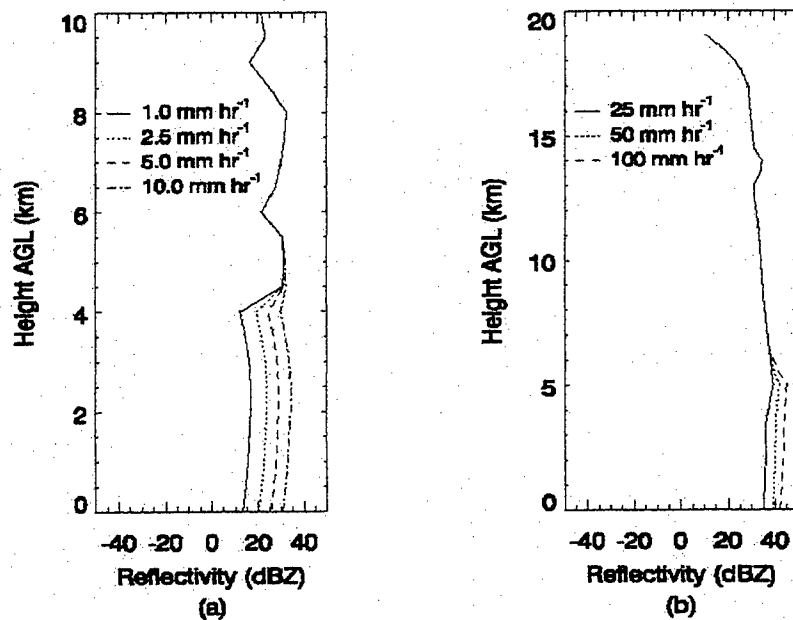 10
8
6
4
2
0
Height AGL (km)
1.0 mm hr⁻¹
2.5 mm hr⁻¹
5.0 mm hr⁻¹
10.0 mm hr⁻¹
-40 -20 0 20 40
Reflectivity (dBZ)
(a)
20
15
10
5
0
Height AGL (km)
25 mm hr⁻¹
50 mm hr⁻¹
100 mm hr⁻¹
-40 -20 0 20 40
Reflectivity (dBZ)
(b)